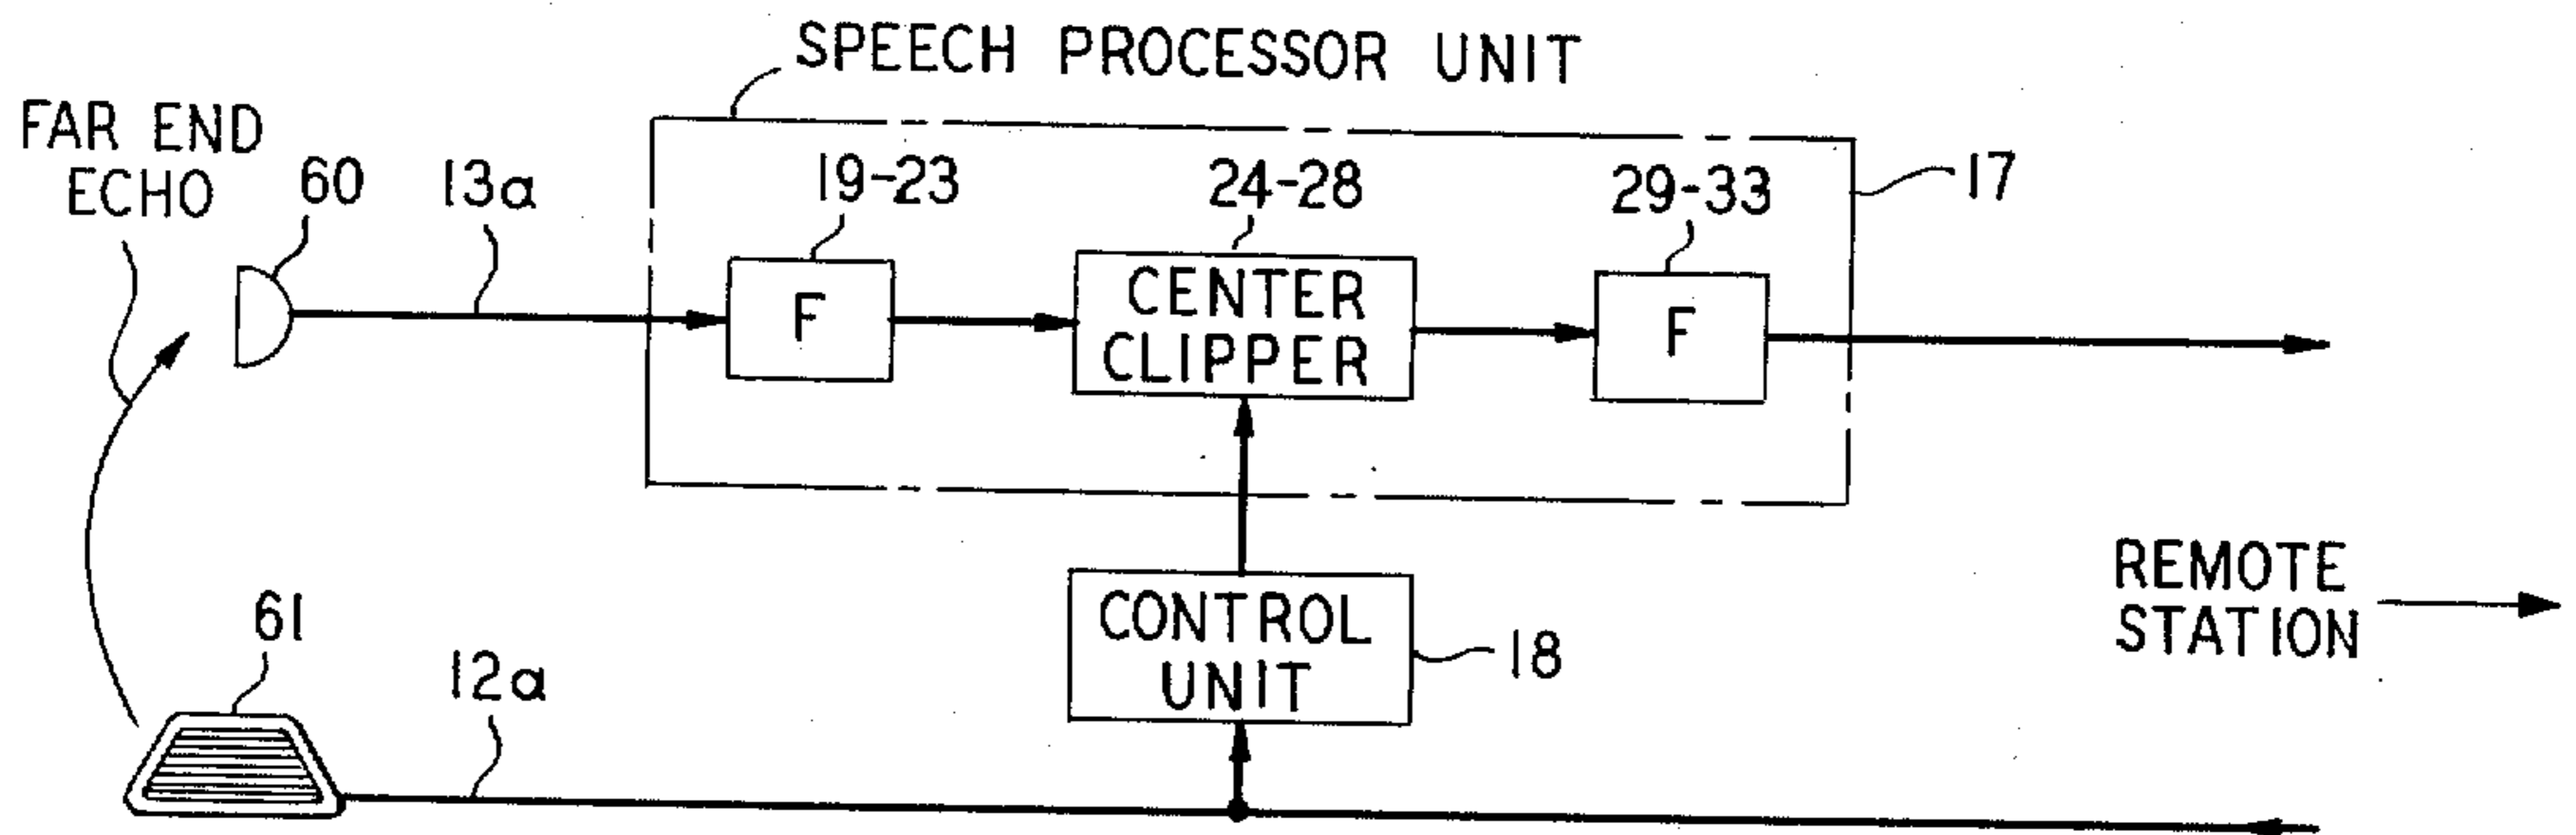 SPEECH PROCESSOR UNIT
FAR END
ECHO
60
13a
19-23
24-28
29-33
17
F
CENTER
CLIPPER
F
CONTROL
UNIT
18
REMOTE
STATION
61
12a